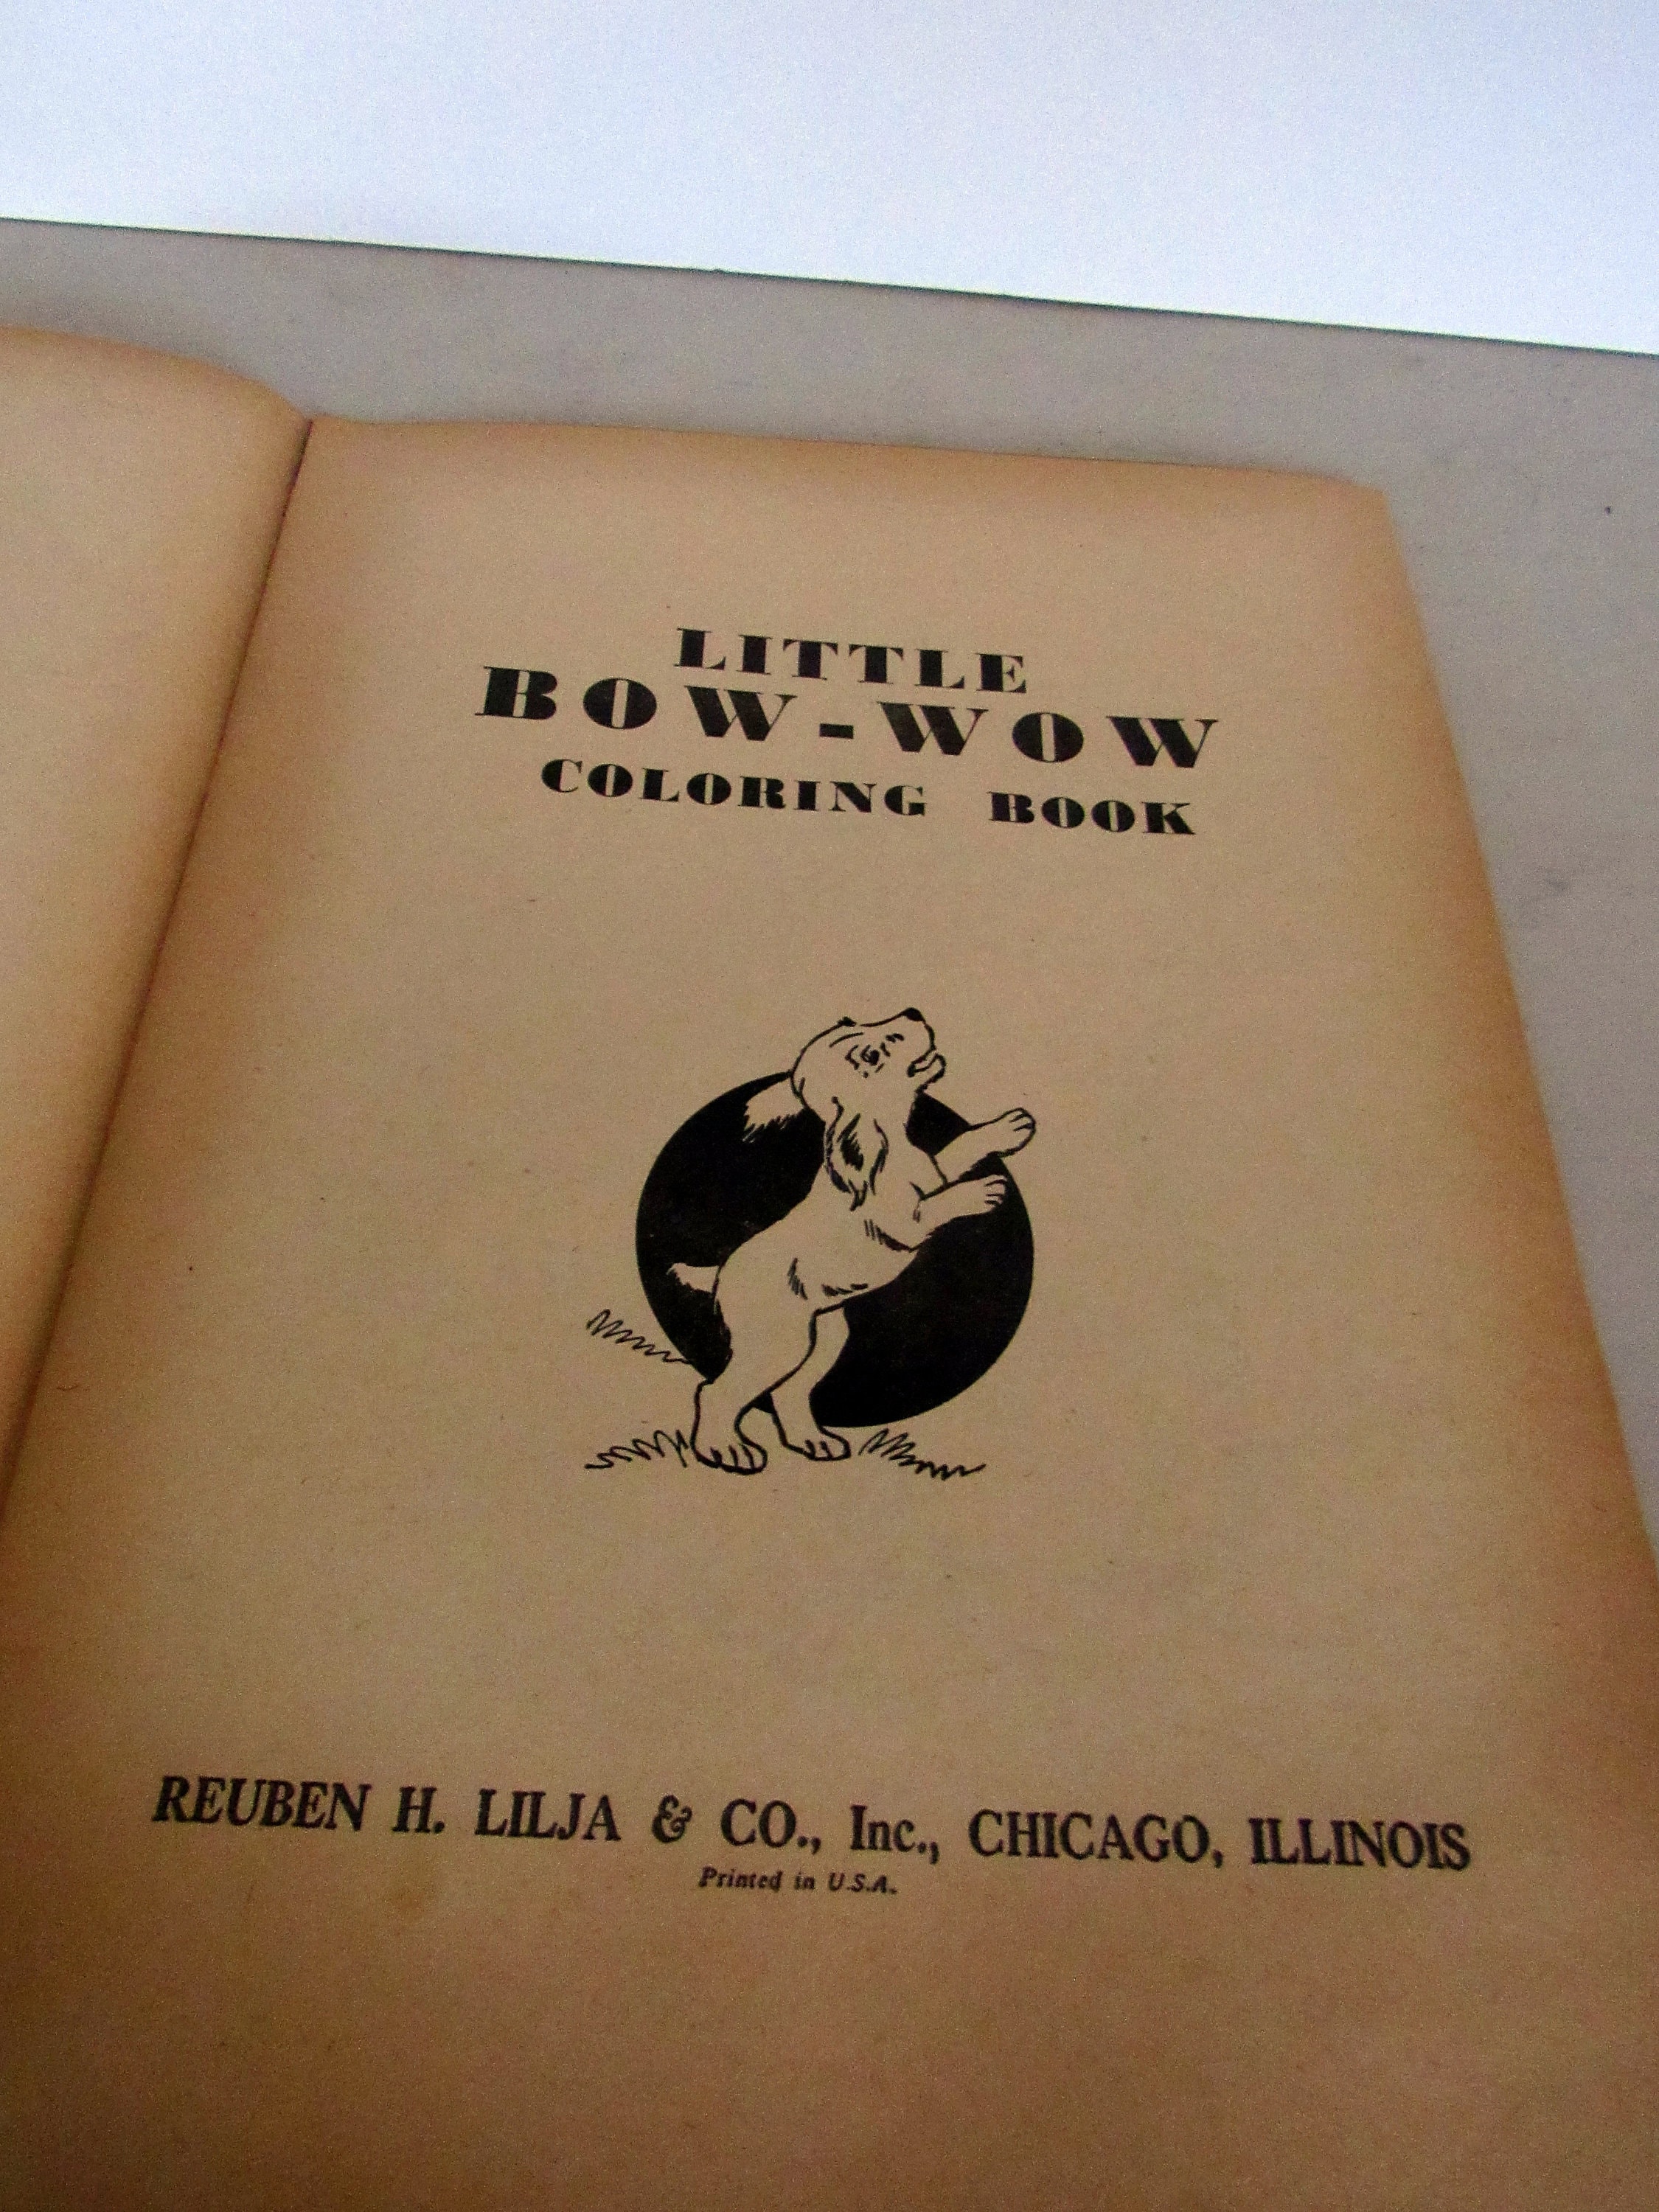 LITTLE
BOW-WOW
COLORING BOOK
REUBEN H. LILJA & CO., Inc., CHICAGO, ILLINOIS
Printed in U.S.A.